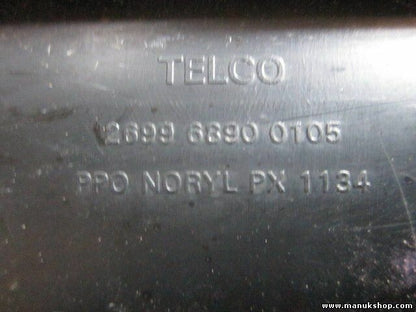 TELCO
2699 6890 0105
PPO NORYL PX 1134
www.manukshop.com